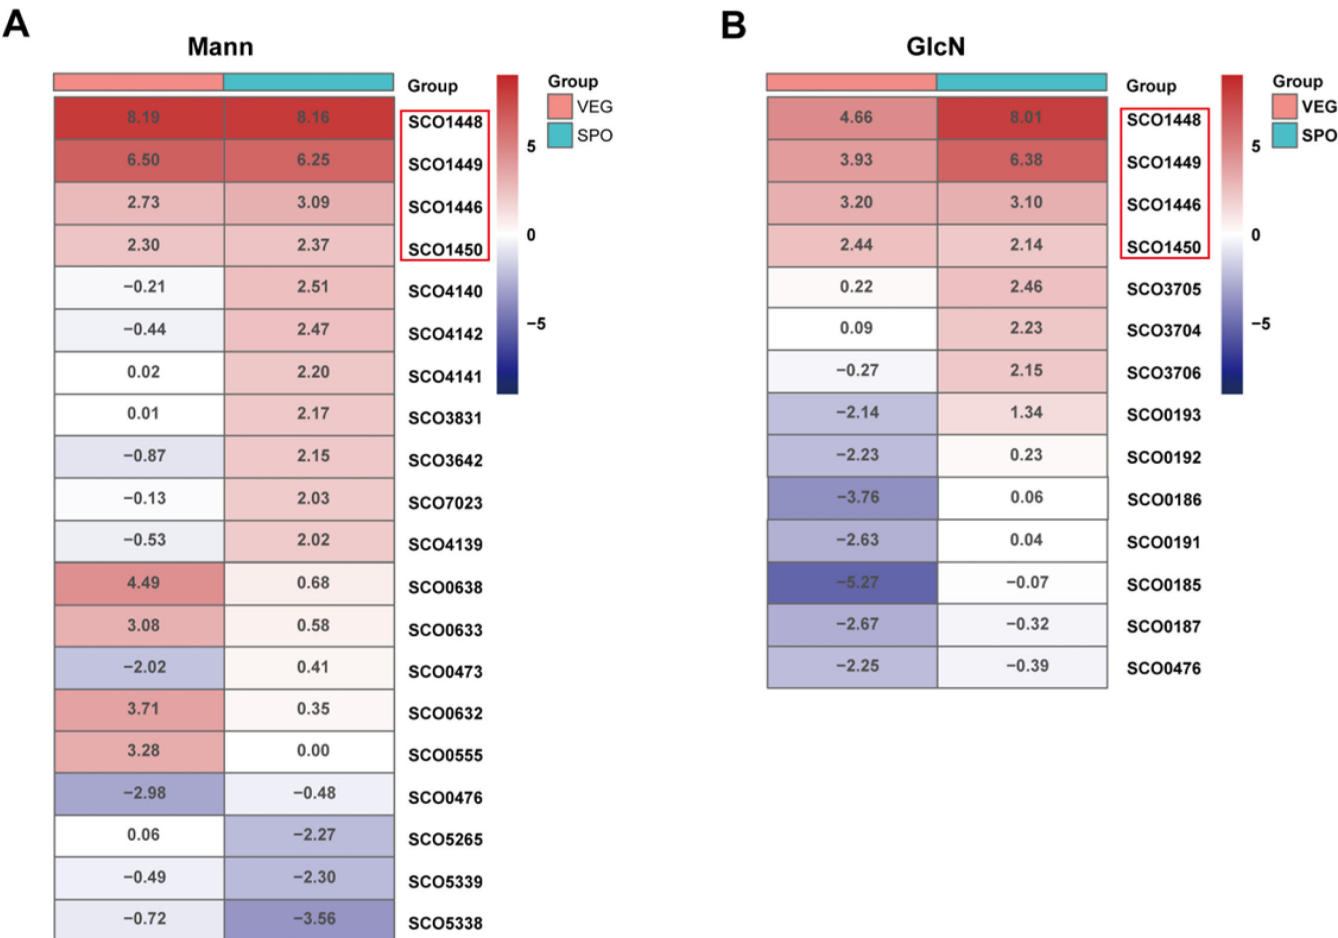 A
Mann
Group
Group
VEG
SPO
8.19 8.16 SCO1448
6.50 6.25 SCO1449
2.73 3.09 SCO1446
2.30 2.37 SCO1450
−0.21 2.51 SCO4140
−0.44 2.47 SCO4142
0.02 2.20 SCO4141
0.01 2.17 SCO3831
−0.87 2.15 SCO3642
−0.13 2.03 SCO7023
−0.53 2.02 SCO4139
4.49 0.68 SCO0638
3.08 0.58 SCO0633
−2.02 0.41 SCO0473
3.71 0.35 SCO0632
3.28 0.00 SCO0555
−2.98 −0.48 SCO0476
0.06 −2.27 SCO5265
−0.49 −2.30 SCO5339
−0.72 −3.56 SCO5338
5
0
−5
B
GlcN
Group
Group
VEG
SPO
4.66 8.01 SCO1448
3.93 6.38 SCO1449
3.20 3.10 SCO1446
2.44 2.14 SCO1450
0.22 2.46 SCO3705
0.09 2.23 SCO3704
−0.27 2.15 SCO3706
−2.14 1.34 SCO0193
−2.23 0.23 SCO0192
−3.76 0.06 SCO0186
−2.63 0.04 SCO0191
−5.27 −0.07 SCO0185
−2.67 −0.32 SCO0187
−2.25 −0.39 SCO0476
5
0
−5